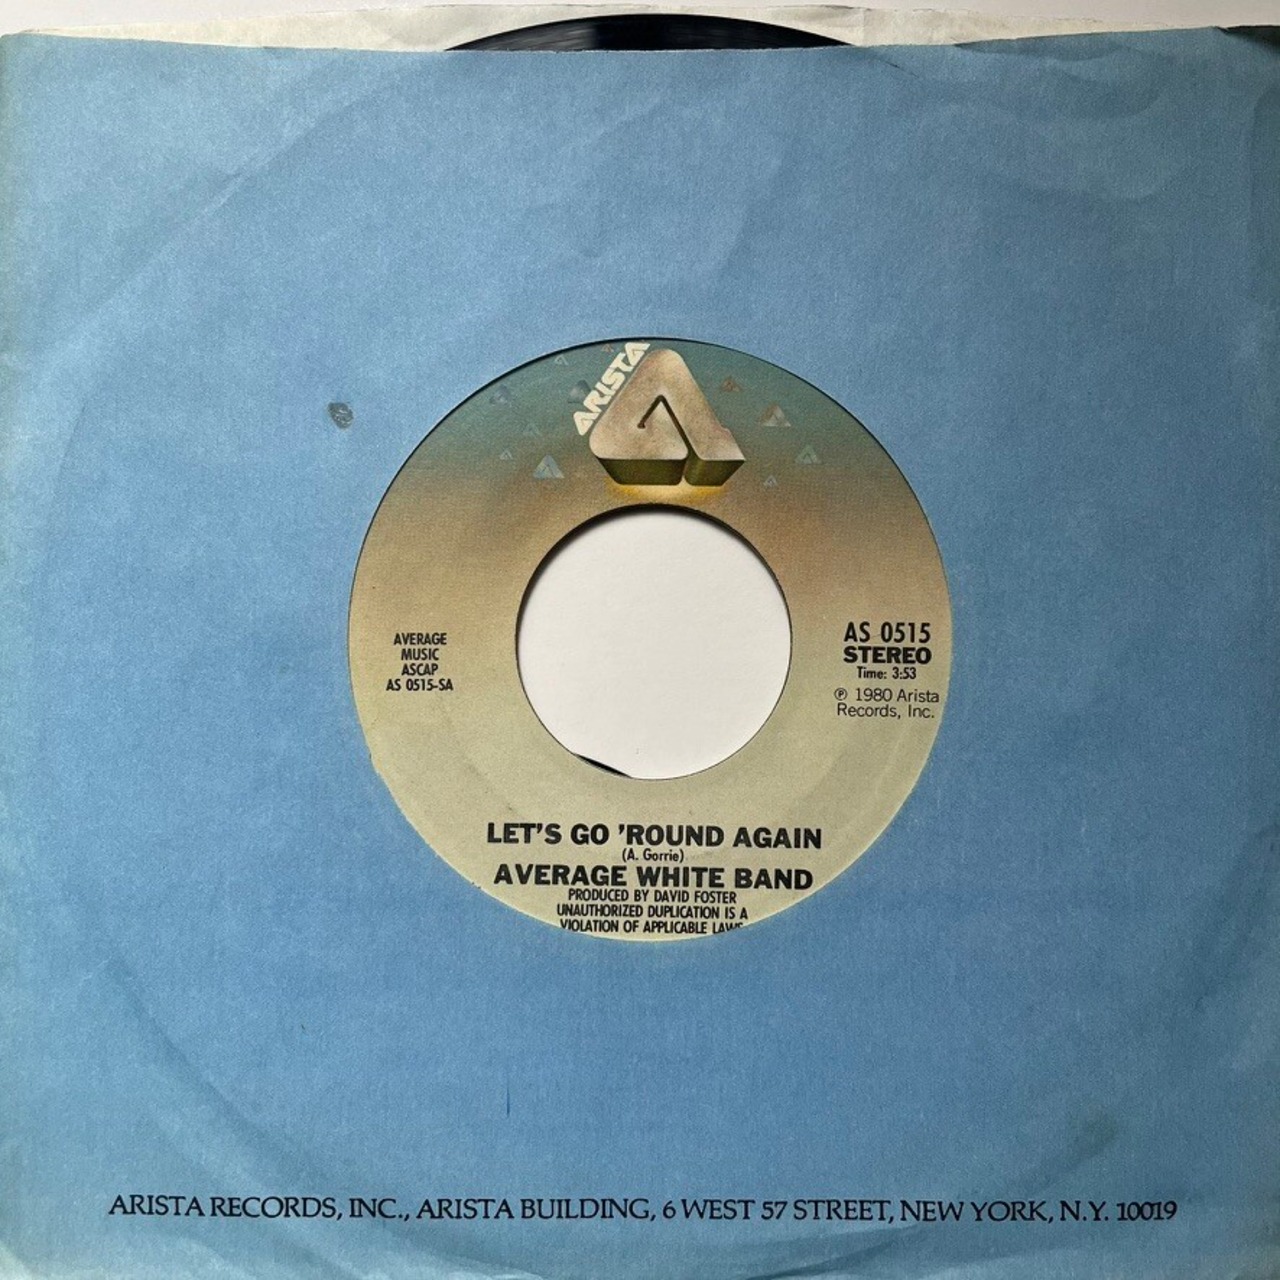 ARISTA
AVERAGE
MUSIC
ASCAP
AS 0515-SA
AS 0515
STEREO
Time: 3:53
℗ 1980 Arista
Records, Inc.
LET'S GO 'ROUND AGAIN
(A. Gorrie)
AVERAGE WHITE BAND
PRODUCED BY DAVID FOSTER
UNAUTHORIZED DUPLICATION IS A
VIOLATION OF APPLICABLE LAWS
ARISTA RECORDS, INC., ARISTA BUILDING, 6 WEST 57 STREET, NEW YORK, N.Y. 10019